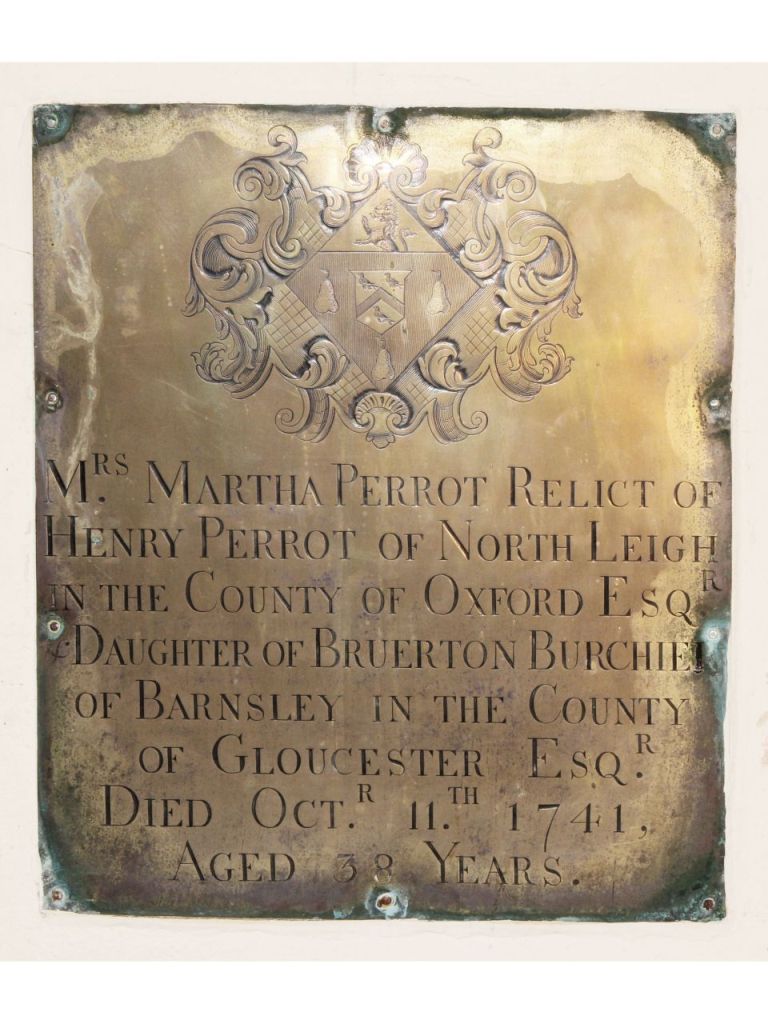 Mrs. Martha Perrot Relict of
Henry Perrot of North Leigh
in the County of Oxford Esqr
& Daughter of Bruerton Burchier
of Barnsley in the County
of Gloucester Esq.r
Died Oct.r 11.th 1741,
Aged 38 Years.